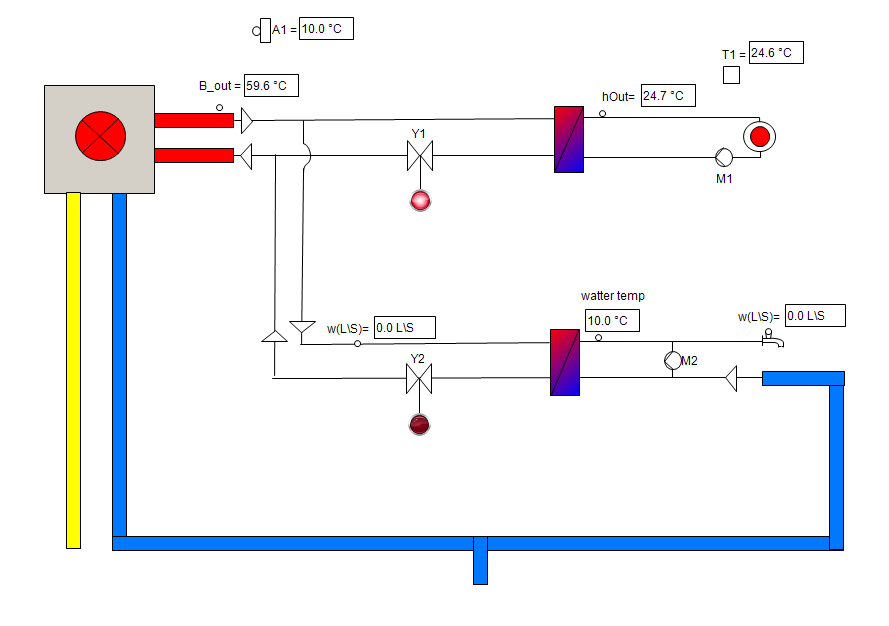 A1 = 10.0 °C
T1 = 24.6 °C
B_out = 59.6 °C
hOut= 24.7 °C
Y1
M1
watter temp
w(L\S)= 0.0 L\S
10.0 °C
w(L\S)= 0.0 L\S
Y2
M2